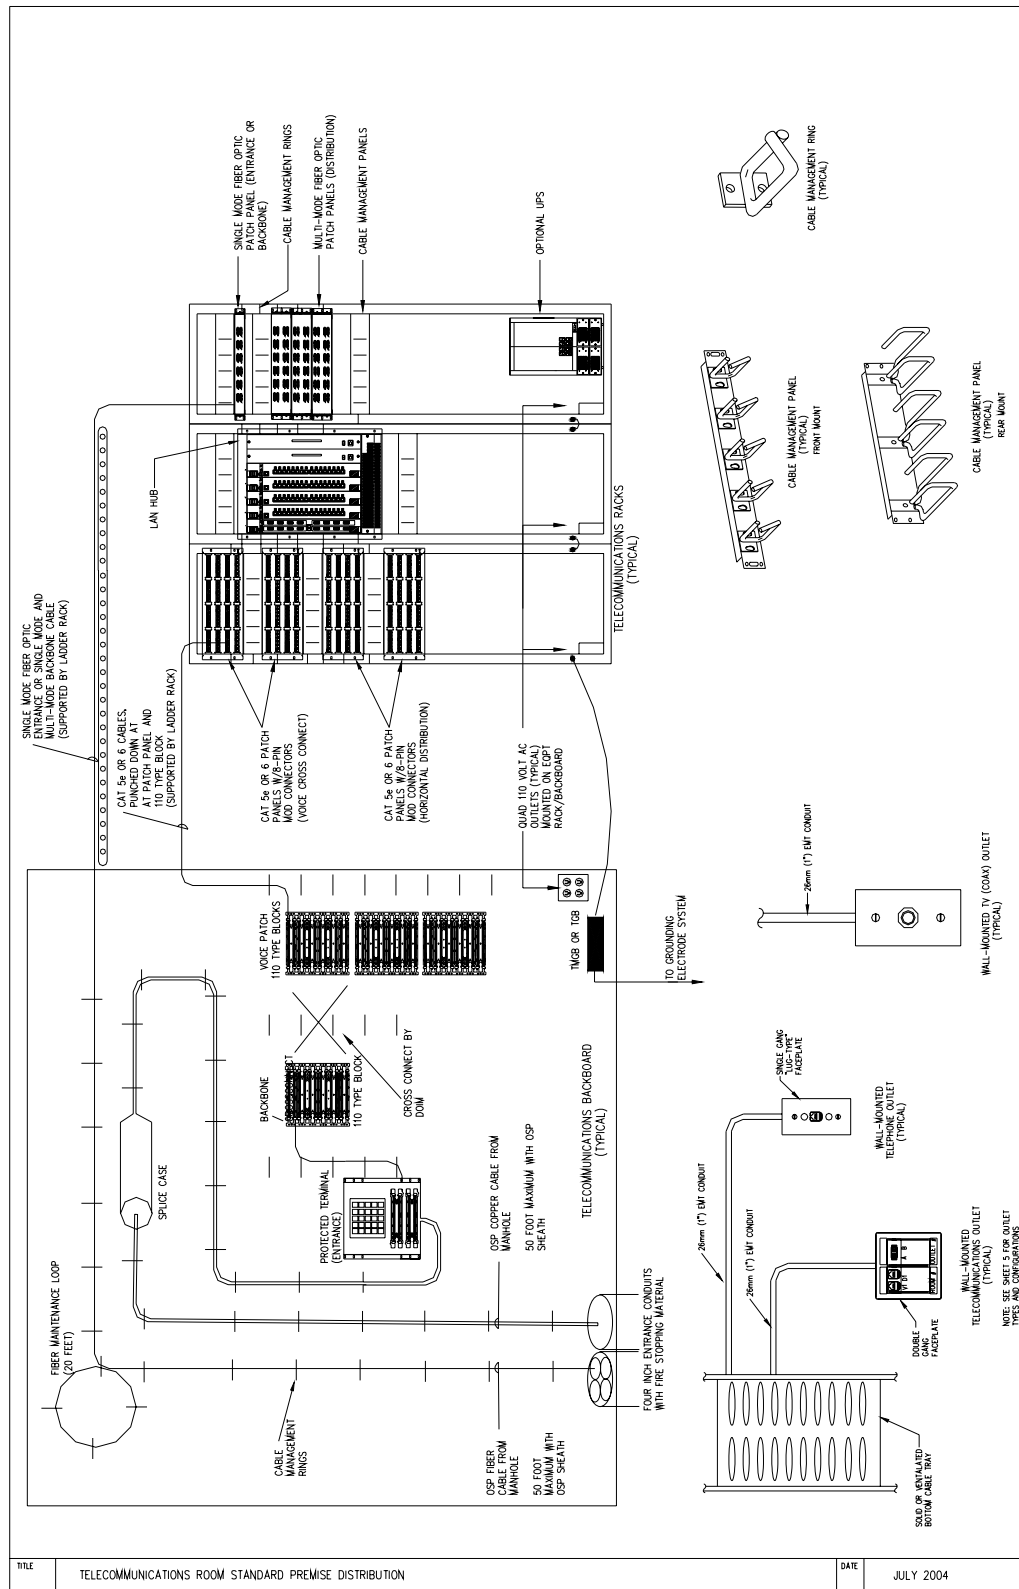 SINGLE MODE FIBER OPTIC
PATCH PANEL (ENTRANCE OR
BACKBONE)
CABLE MANAGEMENT RINGS
MULTI-MODE FIBER OPTIC
PATCH PANELS (DISTRIBUTION)
CABLE MANAGEMENT PANELS
OPTIONAL UPS
CABLE MANAGEMENT RING
(TYPICAL)
LAN HUB
TELECOMMUNICATIONS RACKS
(TYPICAL)
CABLE MANAGEMENT PANEL
(TYPICAL)
FRONT MOUNT
CABLE MANAGEMENT PANEL
(TYPICAL)
REAR MOUNT
SINGLE MODE FIBER OPTIC
ENTRANCE OR SINGLE MODE AND
MULTI-MODE BACKBONE CABLE
(SUPPORTED BY LADDER RACK)
CAT 5e OR 6 CABLES,
PUNCHED DOWN AT
AT PATCH PANEL AND
110 TYPE BLOCK
(SUPPORTED BY LADDER RACK)
CAT 5e OR 6 PATCH
PANELS W/8-PIN
MOD CONNECTORS
(VOICE CROSS CONNECT)
CAT 5e OR 6 PATCH
PANELS W/8-PIN
MOD CONNECTORS
(HORIZONTAL DISTRIBUTION)
QUAD 110 VOLT AC
OUTLETS (TYPICAL)
MOUNTED ON EQPT
RACK/BACKBOARD
VOICE PATCH
110 TYPE BLOCKS
TMGB OR TGB
TO GROUNDING
ELECTRODE SYSTEM
26mm (1") EMT CONDUIT
WALL-MOUNTED TV (COAX) OUTLET
(TYPICAL)
BACKBONE
CROSSCONNECT
110 TYPE BLOCK
CROSS CONNECT BY
DOIM
SPLICE CASE
PROTECTED TERMINAL
(ENTRANCE)
OSP COPPER CABLE FROM
MANHOLE
50 FOOT MAXIMUM WITH OSP
SHEATH
TELECOMMUNICATIONS BACKBOARD
(TYPICAL)
SINGLE GANG
"LUG-TYPE"
FACEPLATE
WALL-MOUNTED
TELEPHONE OUTLET
(TYPICAL)
26mm (1") EMT CONDUIT
26mm (1") EMT CONDUIT
FIBER MAINTENANCE LOOP
(20 FEET)
CABLE
MANAGEMENT
RINGS
OSP FIBER
CABLE FROM
MANHOLE
50 FOOT
MAXIMUM WITH
OSP SHEATH
FOUR INCH ENTRANCE CONDUITS
WITH FIRE STOPPING MATERIAL
V1 D1
A B
ROOM # OUTLET #
DOUBLE
GANG
FACEPLATE
WALL-MOUNTED
TELECOMMUNICATIONS OUTLET
(TYPICAL)
NOTE: SEE SHEET 5 FOR OUTLET
TYPES AND CONFIGURATIONS
SOLID OR VENTALATED
BOTTOM CABLE TRAY
TITLE
TELECOMMUNICATIONS ROOM STANDARD PREMISE DISTRIBUTION
DATE
JULY 2004